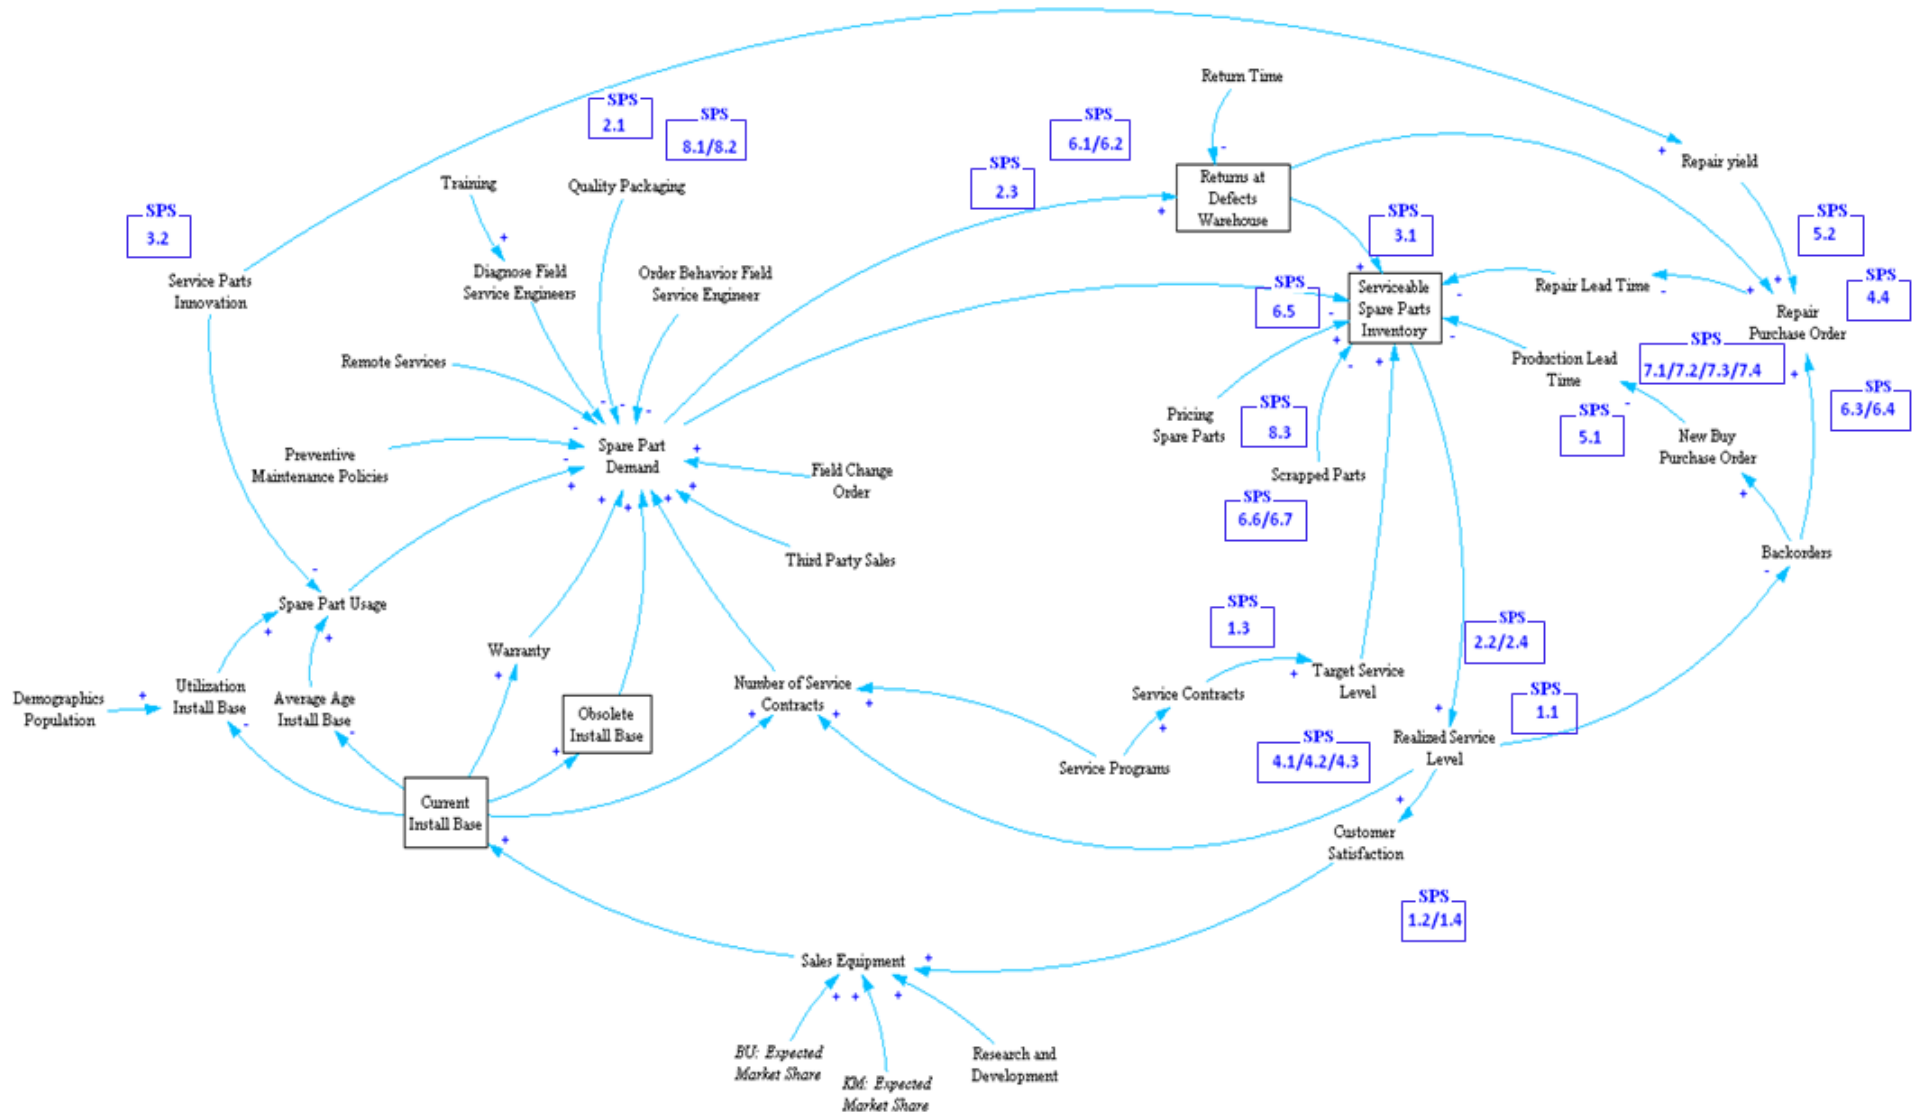 Return Time
SPS
2.1
SPS
8.1/8.2
SPS
6.1/6.2
Repair yield
SPS
2.3
Training
Quality Packaging
Returns at
Defects
Warehouse
SPS
3.2
SPS
3.1
SPS
5.2
Service Parts
Innovation
Diagnose Field
Service Engineers
Order Behavior Field
Service Engineer
SPS
6.5
Serviceable
Spare Parts
Inventory
Repair Lead Time
SPS
4.4
Repair
Purchase Order
Remote Services
Production Lead
Time
SPS
7.1/7.2/7.3/7.4
Pricing
Spare Parts
SPS
8.3
SPS
5.1
SPS
6.3/6.4
Preventive
Maintenance Policies
Spare Part
Demand
Field Change
Order
Scrapped Parts
New Buy
Purchase Order
SPS
6.6/6.7
Third Party Sales
Backorders
Spare Part Usage
SPS
1.3
SPS
2.2/2.4
Warranty
Demographics
Population
Utilization
Install Base
Average Age
Install Base
Obsolete
Install Base
Number of Service
Contracts
Service Contracts
Target Service
Level
SPS
1.1
Service Programs
SPS
4.1/4.2/4.3
Realized Service
Level
Current
Install Base
Customer
Satisfaction
SPS
1.2/1.4
Sales Equipment
BU: Expected
Market Share
KM: Expected
Market Share
Research and
Development